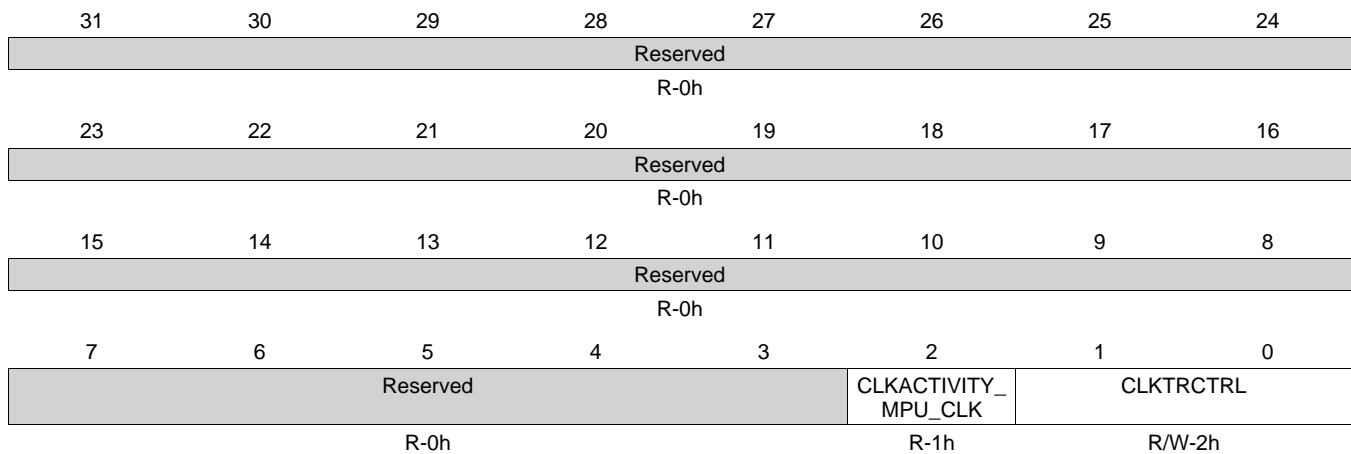 31 30 29 28 27 26 25 24
Reserved
R-0h
23 22 21 20 19 18 17 16
Reserved
R-0h
15 14 13 12 11 10 9 8
Reserved
R-0h
7 6 5 4 3 2 1 0
Reserved CLKACTIVITY_ CLKTRCTRL
MPU_CLK
R-0h R-1h R/W-2h